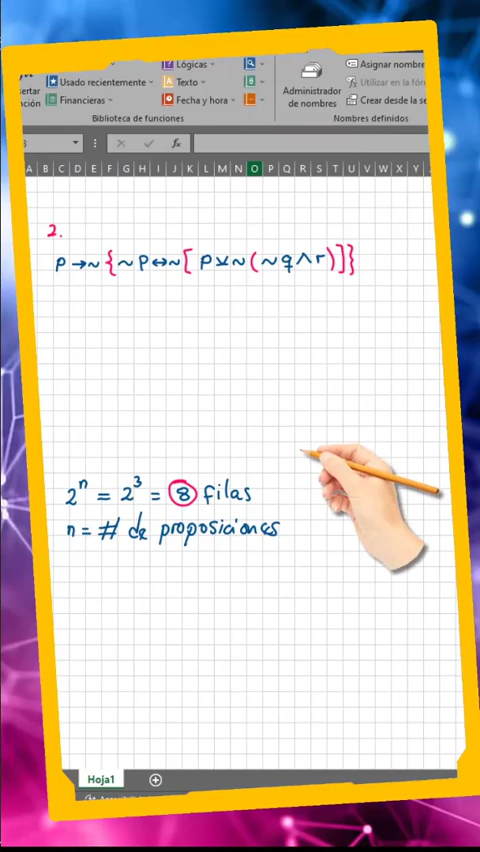 Lógicas
Asignar nombre
Usado recientemente
Texto
Administrador
de nombres
Utilizar en la fór
Financieras
Fecha y hora
Crear desde la se
Biblioteca de funciones
Nombres definidos
fx
A B C D E F G H I J K L M N O P Q R S T U V W X Y
2.
p → ~ { ~ p ↔ ~ [ p ⊻ ~ ( ~ q ∧ r ) ] }
2ⁿ = 2³ = 8 filas
n = # de proposiciones
Hoja1